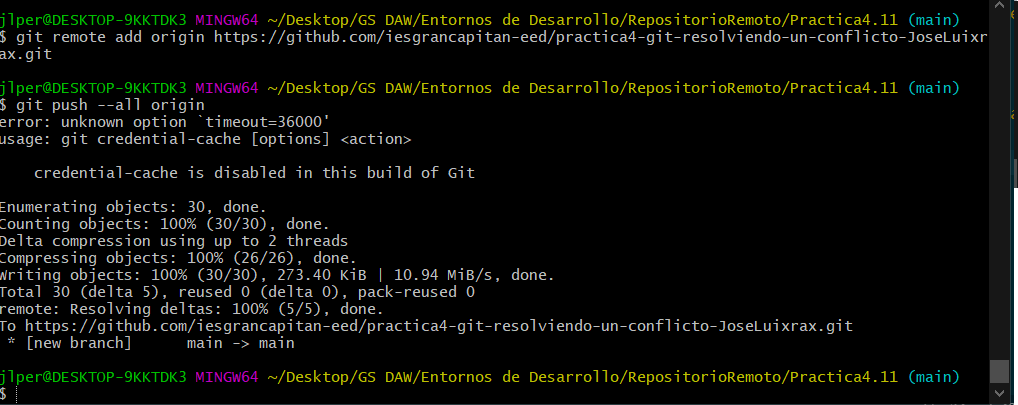 jlper@DESKTOP-9KKTDK3 MINGW64 ~/Desktop/GS DAW/Entornos de Desarrollo/RepositorioRemoto/Practica4.11 (main)
$ git remote add origin https://github.com/iesgrancapitan-eed/practica4-git-resolviendo-un-conflicto-JoseLuixr
ax.git
jlper@DESKTOP-9KKTDK3 MINGW64 ~/Desktop/GS DAW/Entornos de Desarrollo/RepositorioRemoto/Practica4.11 (main)
$ git push --all origin
error: unknown option `timeout=36000'
usage: git credential-cache [options] <action>
credential-cache is disabled in this build of Git
Enumerating objects: 30, done.
Counting objects: 100% (30/30), done.
Delta compression using up to 2 threads
Compressing objects: 100% (26/26), done.
Writing objects: 100% (30/30), 273.40 KiB | 10.94 MiB/s, done.
Total 30 (delta 5), reused 0 (delta 0), pack-reused 0
remote: Resolving deltas: 100% (5/5), done.
To https://github.com/iesgrancapitan-eed/practica4-git-resolviendo-un-conflicto-JoseLuixrax.git
 * [new branch]      main -> main
jlper@DESKTOP-9KKTDK3 MINGW64 ~/Desktop/GS DAW/Entornos de Desarrollo/RepositorioRemoto/Practica4.11 (main)
$